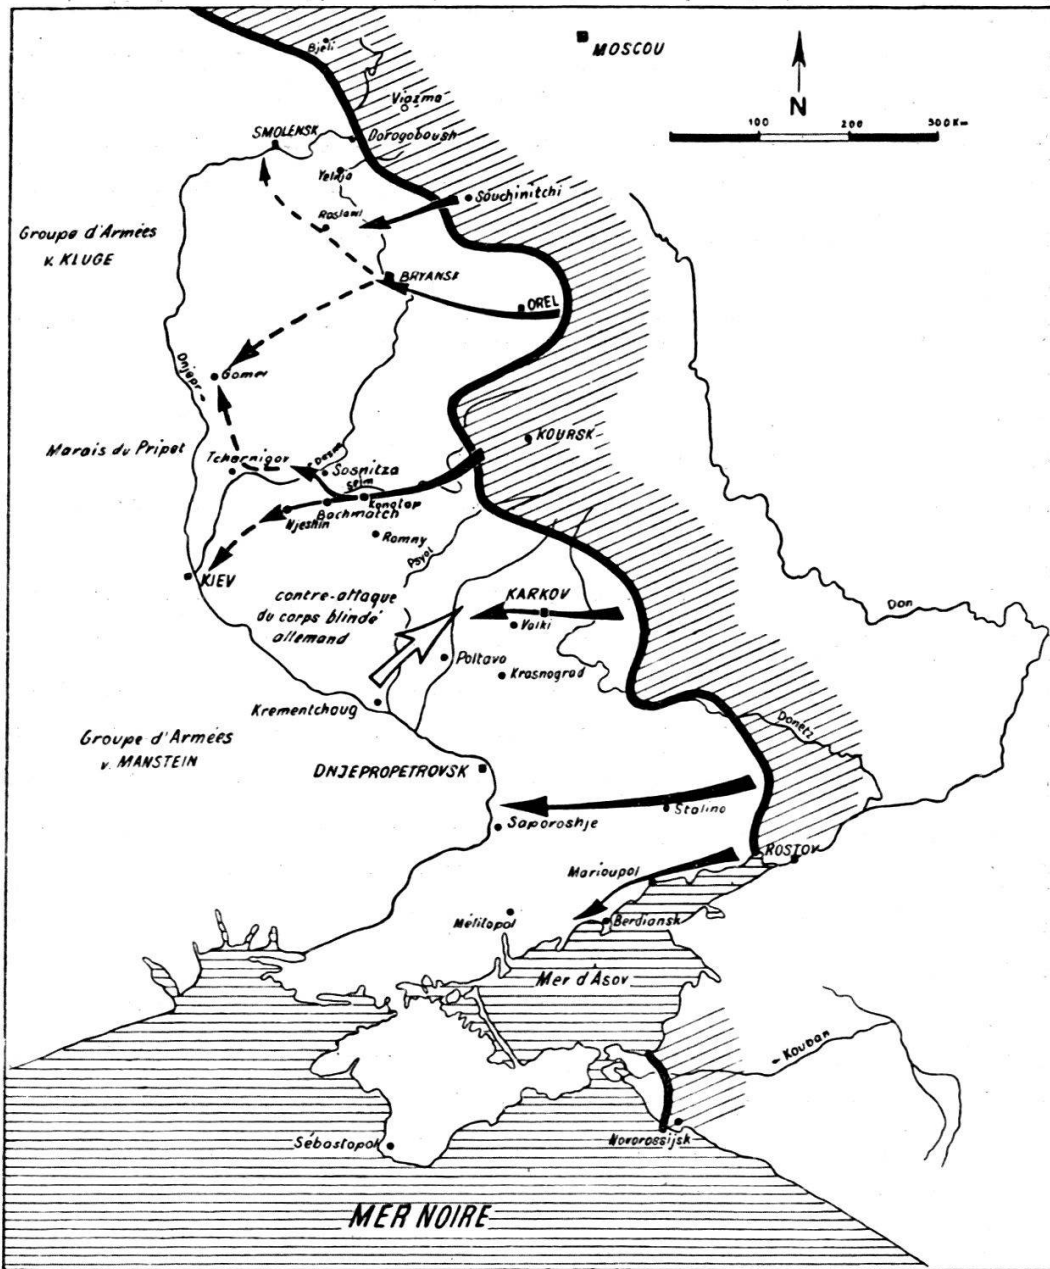 Bjeli
MOSCOU
Viazma
N
SMOLENSK
Dorogoboush
100 200 300 Km
Yelnja
Souchinitchi
Roslawl
Groupe d'Armées
v. KLUGE
BRYANSK
OREL
Dnjepr
Gomel
KOURSK
Marais du Pripet
Tchernigov
Desna
Sosnitza
Seim
Konotop
Bachmatch
Njeshin
Romny
Psyol
KIEV
contre-attaque
du corps blindé
allemand
KARKOV
Valki
Don
Poltava
Krasnograd
Krementchoug
Donetz
Groupe d'Armées
v. MANSTEIN
DNJEPROPETROVSK
Stalino
Saporoshje
ROSTOV
Marioupol
Mélitopol
Berdiansk
Mer d'Asov
Kouban
Novorossijsk
Sébastopol
MER NOIRE